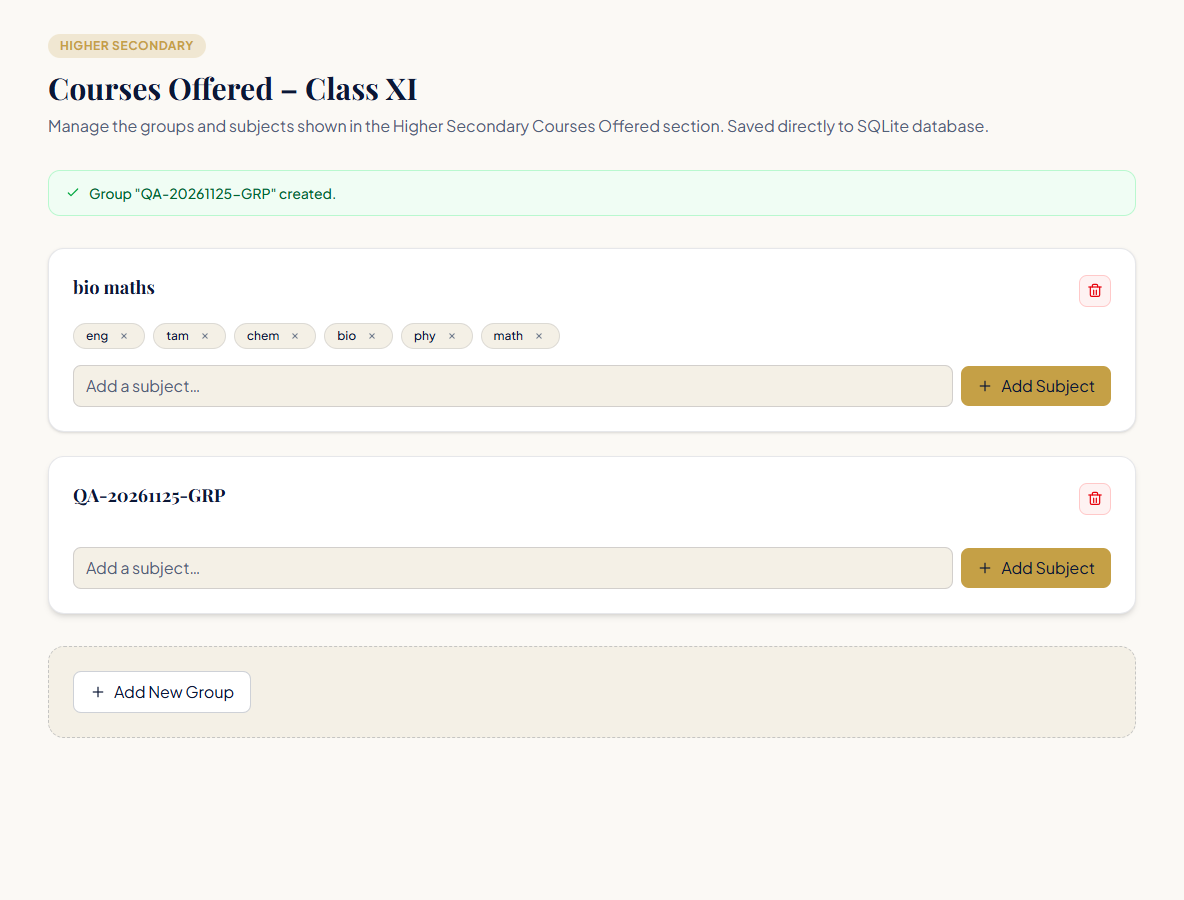 HIGHER SECONDARY
Courses Offered – Class XI
Manage the groups and subjects shown in the Higher Secondary Courses Offered section. Saved directly to SQLite database.
Group "QA-20261125-GRP" created.
bio maths
eng × tam × chem × bio × phy × math ×
Add a subject… + Add Subject
QA-20261125-GRP
Add a subject… + Add Subject
+ Add New Group